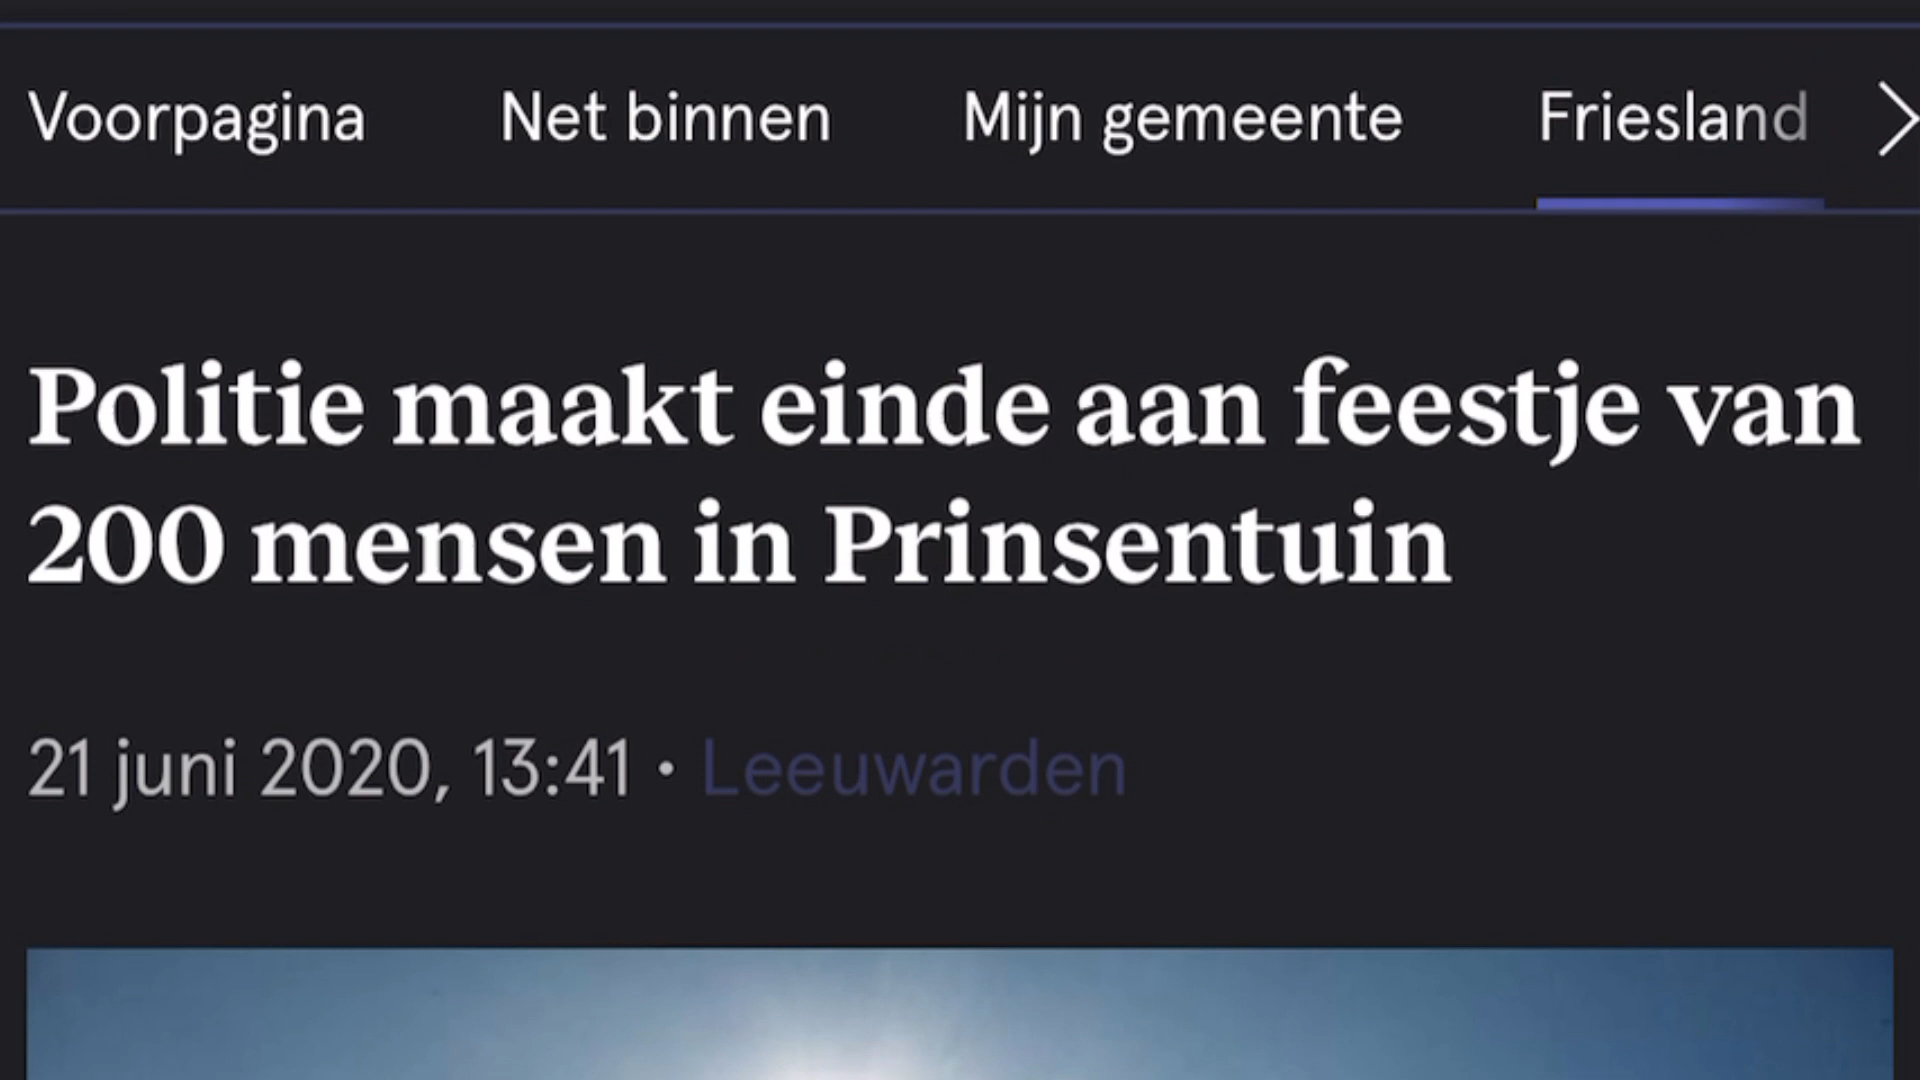 Voorpagina Net binnen Mijn gemeente Friesland
Politie maakt einde aan feestje van
200 mensen in Prinsentuin
21 juni 2020, 13:41 • Leeuwarden